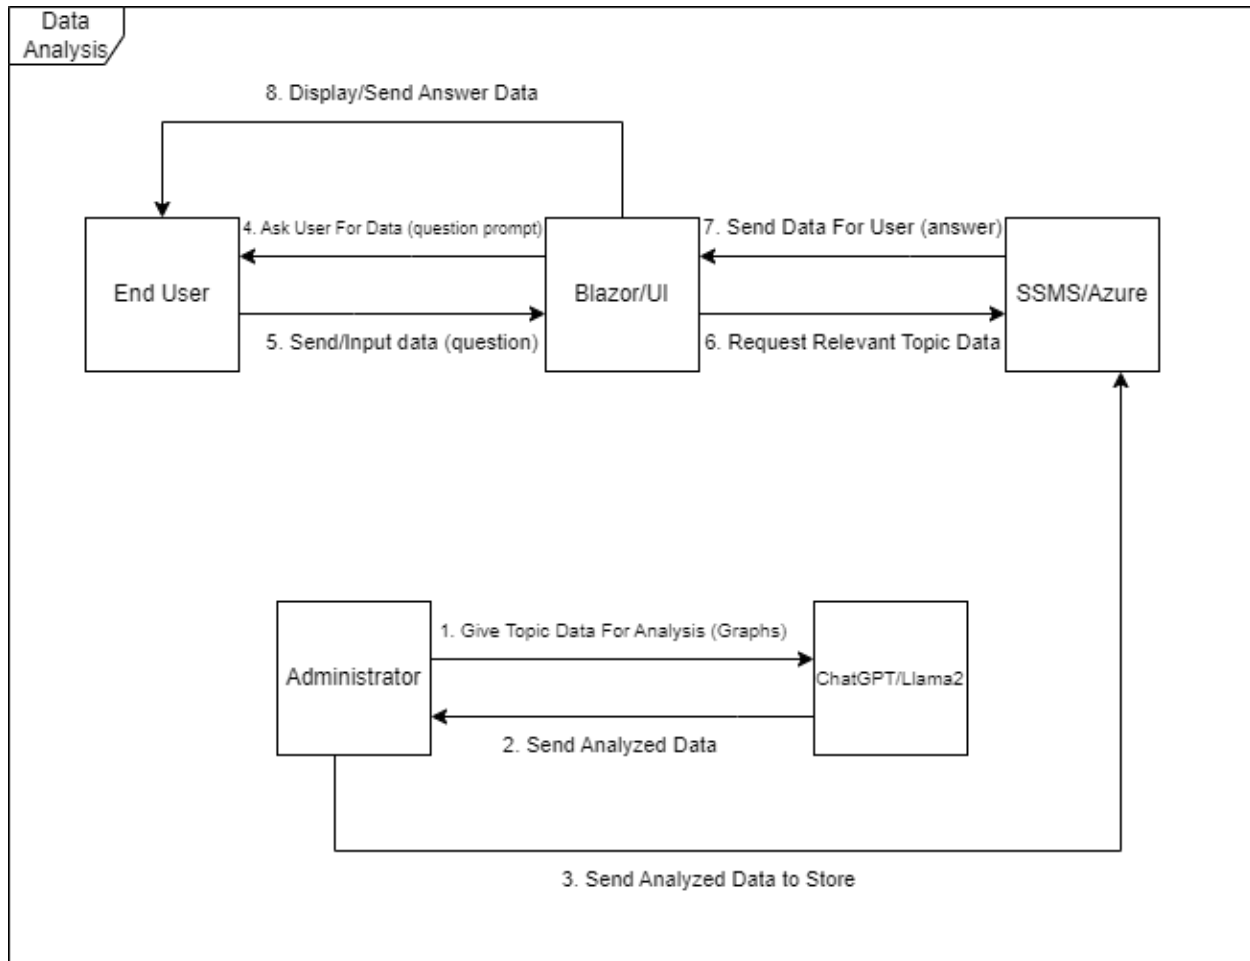 Data
Analysis
8. Display/Send Answer Data
4. Ask User For Data (question prompt)
7. Send Data For User (answer)
End User
Blazor/UI
SSMS/Azure
5. Send/Input data (question)
6. Request Relevant Topic Data
1. Give Topic Data For Analysis (Graphs)
Administrator
ChatGPT/Llama2
2. Send Analyzed Data
3. Send Analyzed Data to Store